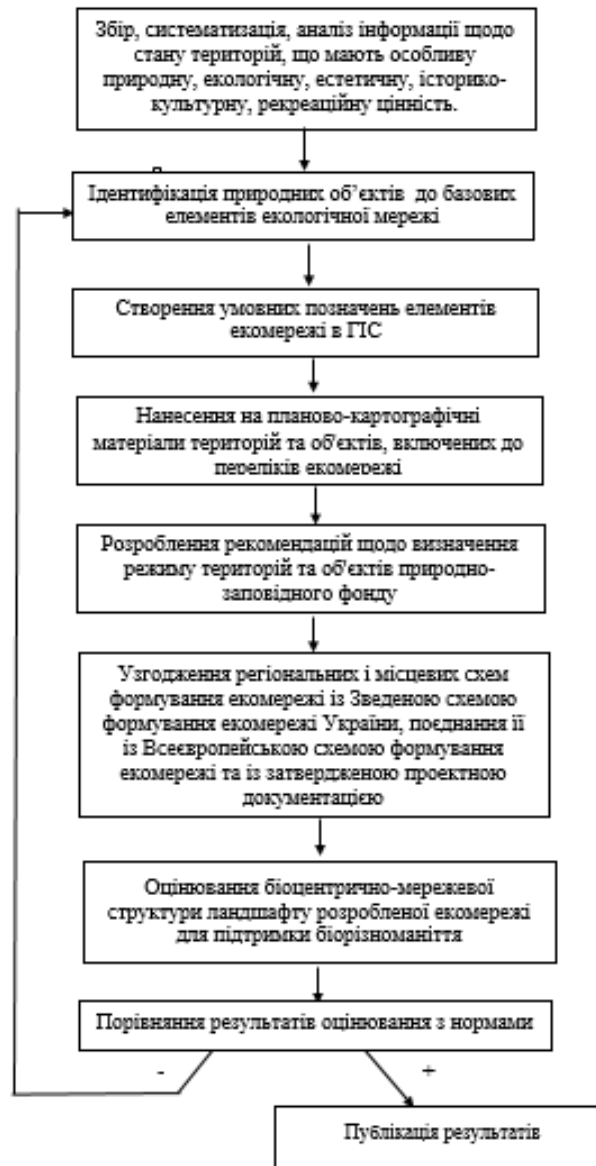 Збір, систематизація, аналіз інформації щодо
стану територій, що мають особливу
природну, екологічну, естетичну, історико-
культурну, рекреаційну цінність.
Ідентифікація природних об’єктів до базових
елементів екологічної мережі
Створення умовних позначень елементів
екомережі в ГІС
Нанесення на планово-картографічні
матеріали територій та об'єктів, включених до
переліків екомережі
Розроблення рекомендацій щодо визначення
режиму територій та об'єктів природно-
заповідного фонду
Узгодження регіональних і місцевих схем
формування екомережі із Зведеною схемою
формування екомережі України, поєднання її
із Всеєвропейською схемою формування
екомережі та із затвердженою проектною
документацією
Оцінювання біоцентрично-мережевої
структури ландшафту розробленої екомережі
для підтримки біорізноманіття
Порівняння результатів оцінювання з нормами
- +
Публікація результатів